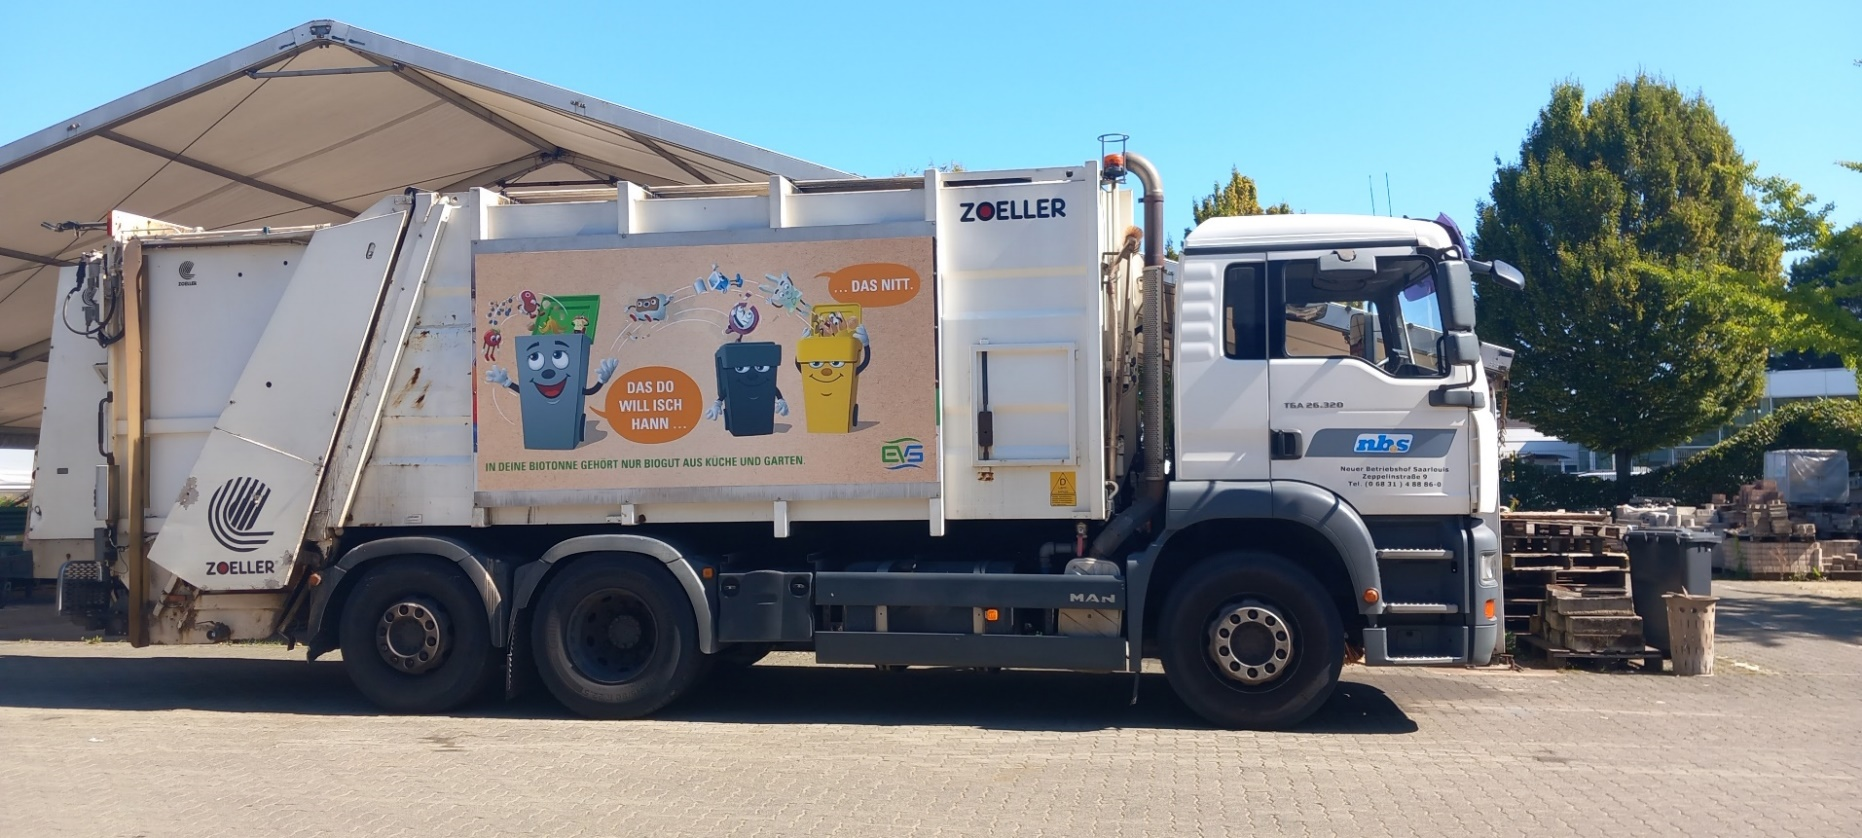 ZOELLER
ZOELLER
ZOELLER
... DAS NITT.
DAS DO
WILL ISCH
HANN ...
IN DEINE BIOTONNE GEHÖRT NUR BIOGUT AUS KÜCHE UND GARTEN.
EVS
TGA 26.320
nbs
Neuer Betriebshof Saarlouis
Zeppelinstraße 9
Tel. (0 68 31) 4 88 86-0
MAN
D